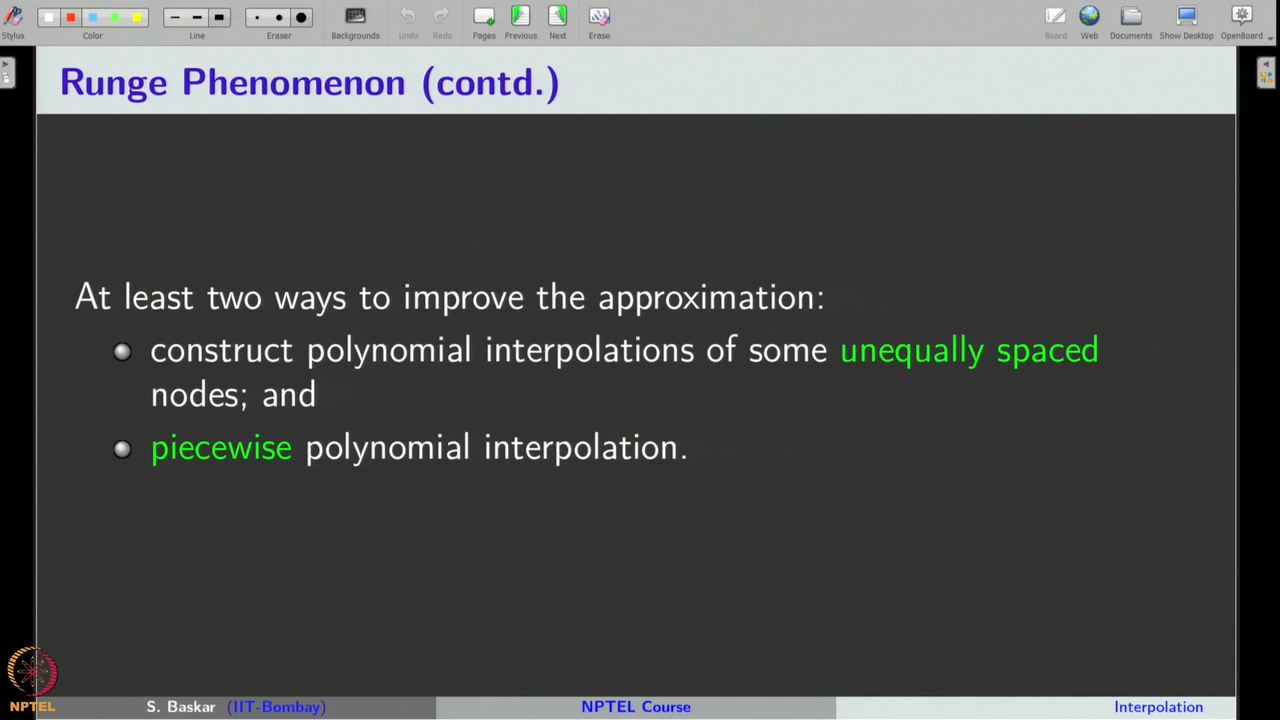 Stylus Color Line Eraser Backgrounds Undo Redo Pages Previous Next Erase Board Web Documents Show Desktop OpenBoard
Runge Phenomenon (contd.)
At least two ways to improve the approximation:
construct polynomial interpolations of some unequally spaced
nodes; and
piecewise polynomial interpolation.
NPTEL
S. Baskar (IIT-Bombay) NPTEL Course Interpolation